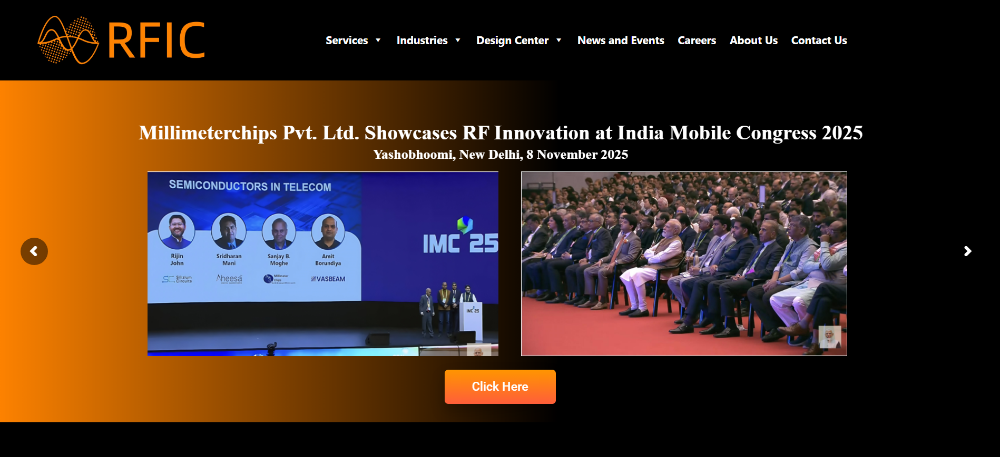 RFIC
Services
Industries
Design Center
News and Events
Careers
About Us
Contact Us
Millimeterchips Pvt. Ltd. Showcases RF Innovation at India Mobile Congress 2025
Yashobhoomi, New Delhi, 8 November 2025
SEMICONDUCTORS IN TELECOM
Rijin
John
Sridharan
Mani
Sanjay B.
Moghe
Amit
Borundiya
Silizium
Circuits
Aheesa
Millimeter
Chips
VASBEAM
IMC 25
IMC 25
Click Here